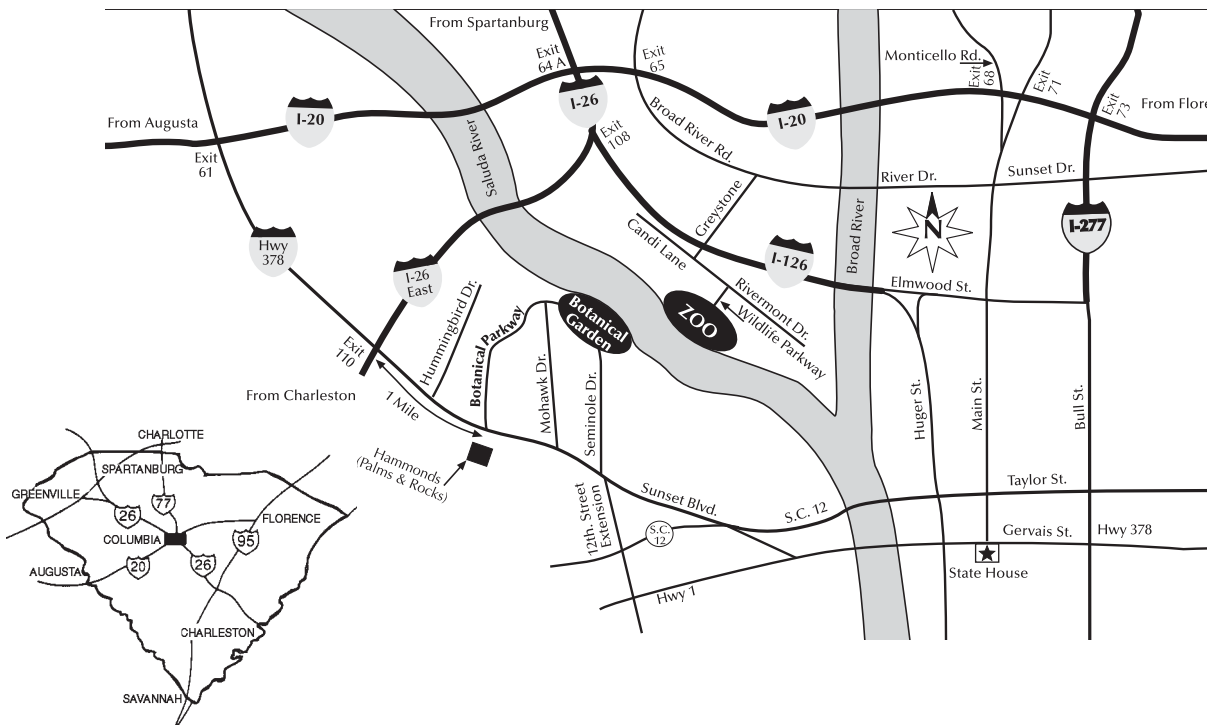 From Spartanburg
Exit
64 A
Exit
65
Monticello Rd.
Exit
68
Exit
71
Exit
73
From Flore
I-26
I-20
I-20
From Augusta
Exit
61
Exit
108
Broad River Rd.
Saluda River
River Dr.
Sunset Dr.
Greystone
Candi Lane
Broad River
N
I-277
Hwy
378
I-26
East
I-126
Elmwood St.
Rivermont Dr.
Wildlife Parkway
Hummingbird Dr.
Botanical Parkway
Botanical
Garden
ZOO
Exit
110
From Charleston
1 Mile
Mohawk Dr.
Seminole Dr.
Huger St.
Main St.
Bull St.
Hammonds
(Palms & Rocks)
12th. Street
Extension
Sunset Blvd.
S.C. 12
S.C.
12
Taylor St.
Gervais St.
Hwy 378
State House
Hwy 1
CHARLOTTE
SPARTANBURG
GREENVILLE
77
26
FLORENCE
COLUMBIA
95
20
26
AUGUSTA
CHARLESTON
SAVANNAH